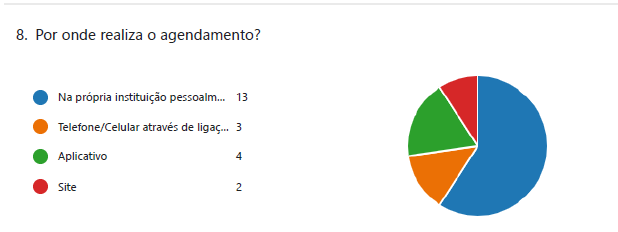 8. Por onde realiza o agendamento?
Na própria instituição pessoalm... 13
Telefone/Celular através de ligaç... 3
Aplicativo 4
Site 2